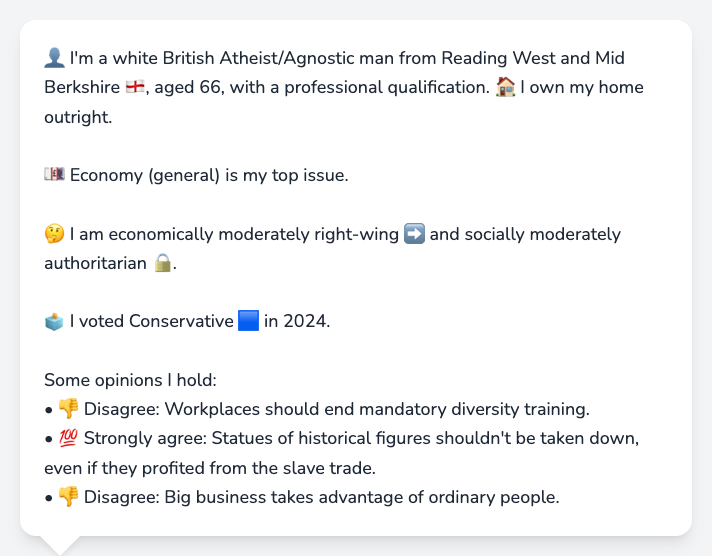 👤 I'm a white British Atheist/Agnostic man from Reading West and Mid
Berkshire 🏴󠁧󠁢󠁥󠁮󠁧󠁿, aged 66, with a professional qualification. 🏠 I own my home
outright.
💷 Economy (general) is my top issue.
🤔 I am economically moderately right-wing ➡️ and socially moderately
authoritarian 🔒.
🗳️ I voted Conservative 🟦 in 2024.
Some opinions I hold:
• 👎 Disagree: Workplaces should end mandatory diversity training.
• 💯 Strongly agree: Statues of historical figures shouldn't be taken down,
even if they profited from the slave trade.
• 👎 Disagree: Big business takes advantage of ordinary people.